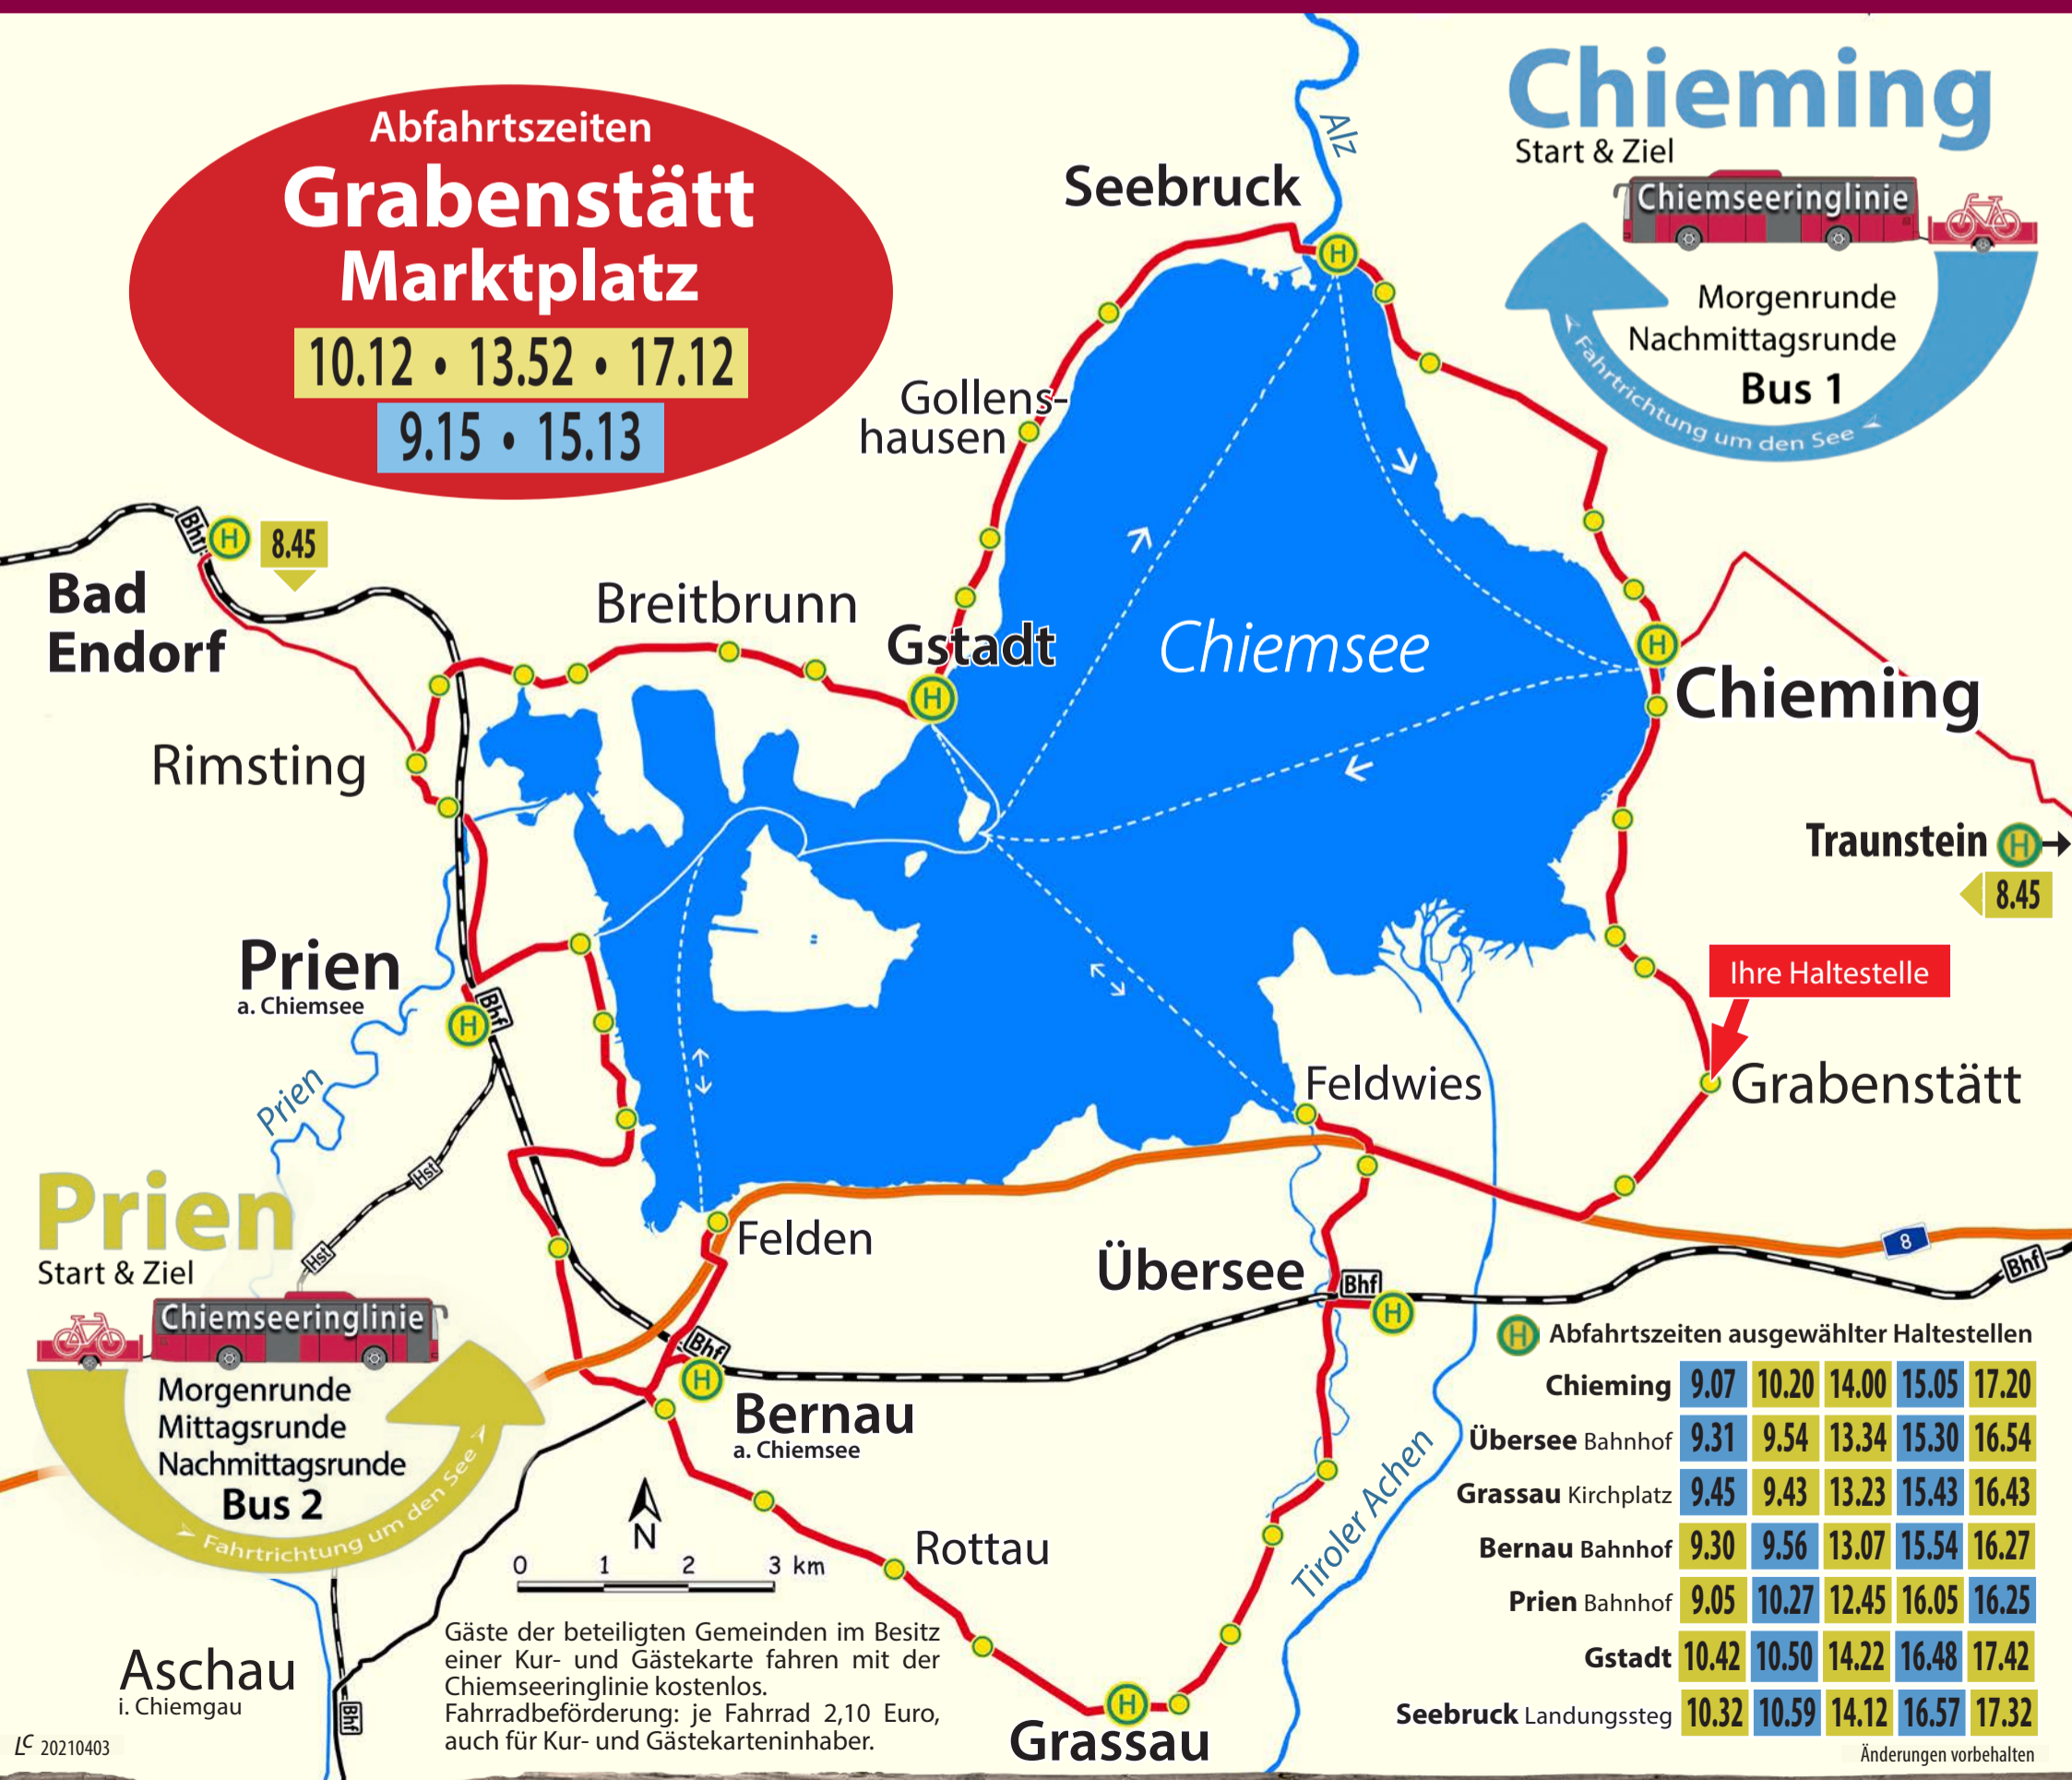 Abfahrtszeiten
Grabenstätt
Marktplatz
10.12 • 13.52 • 17.12
9.15 • 15.13
Chieming
Start & Ziel
Chiemseeringlinie
Morgenrunde
Nachmittagsrunde
Bus 1
Fahrtrichtung um den See
Alz
Seebruck
H
Gollens-
hausen
Bhf
H
8.45
Bad
Endorf
Breitbrunn
Gstadt
H
Chiemsee
H
Chieming
Rimsting
Traunstein H
8.45
Prien
a. Chiemsee
Bhf
H
Prien
Ihre Haltestelle
Grabenstätt
Feldwies
Hst
Hst
Felden
Übersee
Bhf
H
8
Bhf
Prien
Start & Ziel
Chiemseeringlinie
Morgenrunde
Mittagsrunde
Nachmittagsrunde
Bus 2
Fahrtrichtung um den See
Bhf
H
Bernau
a. Chiemsee
N
0 1 2 3 km
Rottau
Tiroler Achen
H
Grassau
Aschau
i. Chiemgau
Bhf
Gäste der beteiligten Gemeinden im Besitz
einer Kur- und Gästekarte fahren mit der
Chiemseeringlinie kostenlos.
Fahrradbeförderung: je Fahrrad 2,10 Euro,
auch für Kur- und Gästekarteninhaber.
LC 20210403
H Abfahrtszeiten ausgewählter Haltestellen
Chieming 9.07 10.20 14.00 15.05 17.20
Übersee Bahnhof 9.31 9.54 13.34 15.30 16.54
Grassau Kirchplatz 9.45 9.43 13.23 15.43 16.43
Bernau Bahnhof 9.30 9.56 13.07 15.54 16.27
Prien Bahnhof 9.05 10.27 12.45 16.05 16.25
Gstadt 10.42 10.50 14.22 16.48 17.42
Seebruck Landungssteg 10.32 10.59 14.12 16.57 17.32
Änderungen vorbehalten